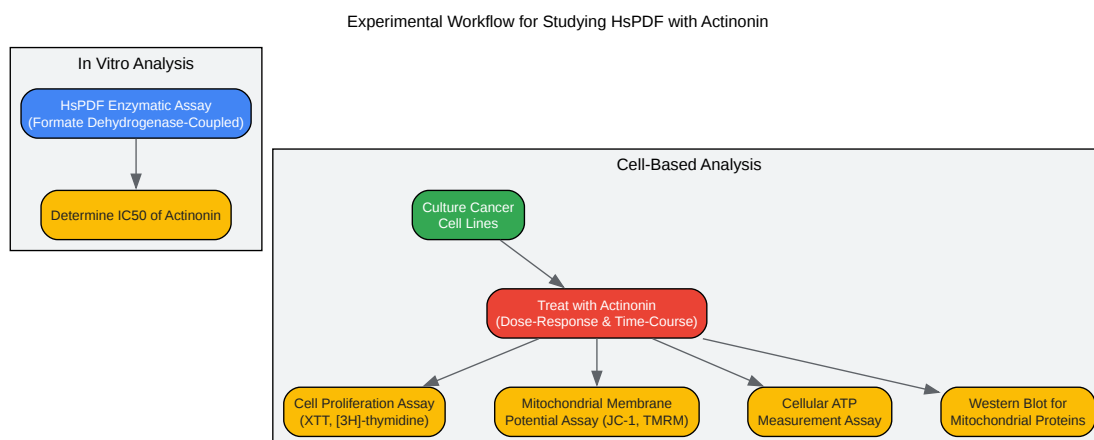 Experimental Workflow for Studying HsPDF with Actinonin
In Vitro Analysis
HsPDF Enzymatic Assay
(Formate Dehydrogenase-Coupled)
Determine IC50 of Actinonin
Cell-Based Analysis
Culture Cancer
Cell Lines
Treat with Actinonin
(Dose-Response & Time-Course)
Cell Proliferation Assay
(XTT, [3H]-thymidine)
Mitochondrial Membrane
Potential Assay (JC-1, TMRM)
Cellular ATP
Measurement Assay
Western Blot for
Mitochondrial Proteins